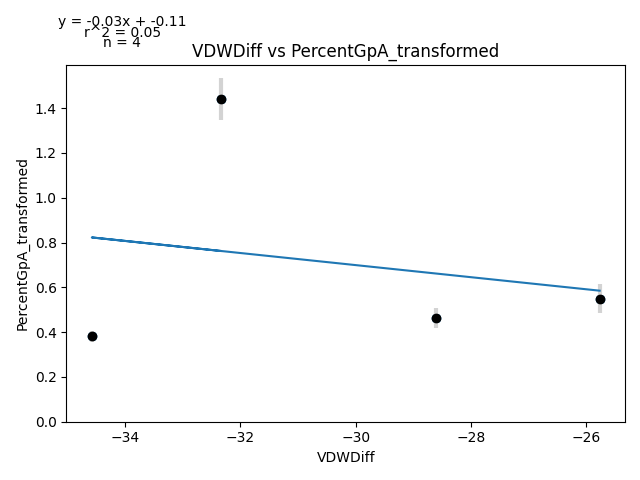 y = -0.03x + -0.11
r^2 = 0.05
n = 4
VDWDiff vs PercentGpA_transformed
PercentGpA_transformed
1.4
1.2
1.0
0.8
0.6
0.4
0.2
0.0
−34
−32
−30
−28
−26
VDWDiff